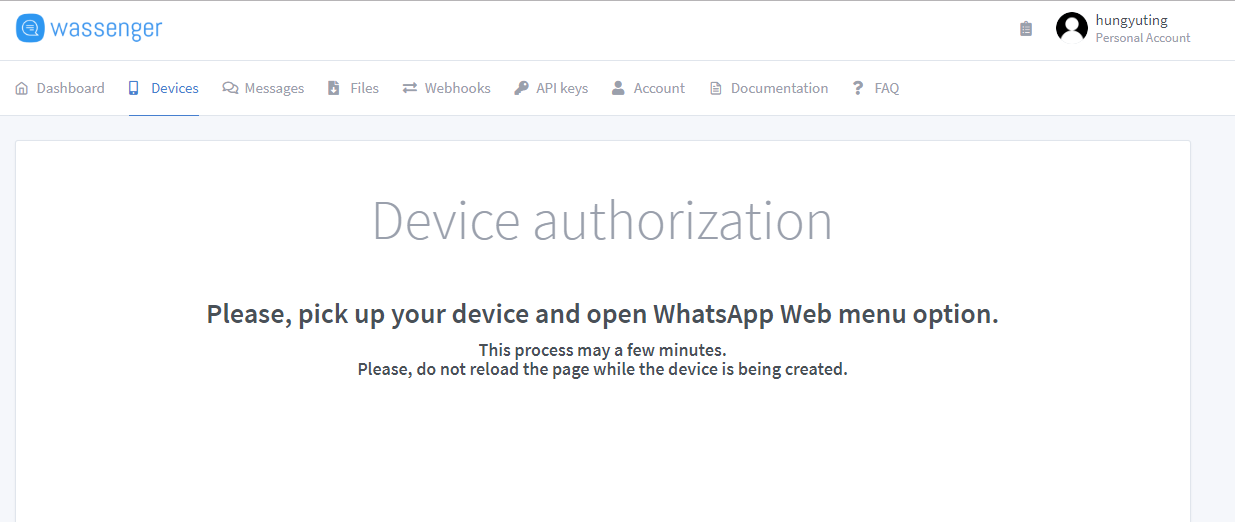 wassenger
hungyuting
Personal Account
Dashboard Devices Messages Files Webhooks API keys Account Documentation FAQ
Device authorization
Please, pick up your device and open WhatsApp Web menu option.
This process may a few minutes.
Please, do not reload the page while the device is being created.